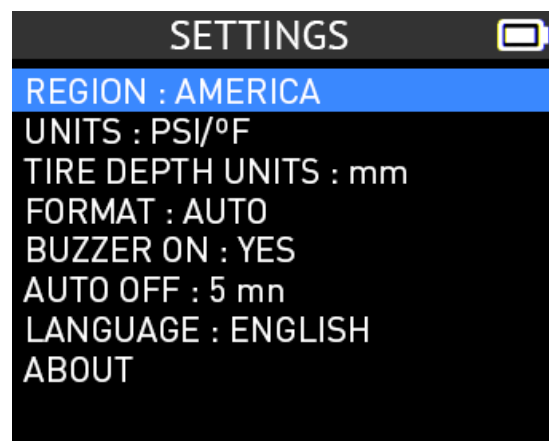 SETTINGS
REGION : AMERICA
UNITS : PSI/ºF
TIRE DEPTH UNITS : mm
FORMAT : AUTO
BUZZER ON : YES
AUTO OFF : 5 mn
LANGUAGE : ENGLISH
ABOUT